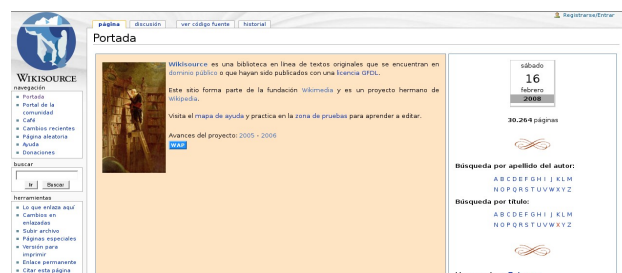 Registrarse/Entrar
página discusión ver código fuente historial
Portada
WIKISOURCE
navegación
Portada
Portal de la
comunidad
Café
Cambios recientes
Página aleatoria
Ayuda
Donaciones
buscar
Ir Buscar
herramientas
Lo que enlaza aquí
Cambios en
enlazadas
Subir archivo
Páginas especiales
Versión para
imprimir
Enlace permanente
Citar esta página
Wikisource es una biblioteca en línea de textos originales que se encuentran en
dominio público o que hayan sido publicados con una licencia GFDL.
Este sitio forma parte de la fundación Wikimedia y es un proyecto hermano de
Wikipedia.
Visita el mapa de ayuda y practica en la zona de pruebas para aprender a editar.
Avances del proyecto: 2005 - 2006
WAP
sábado
16
febrero
2008
30.264 páginas
Búsqueda por apellido del autor:
A B C D E F G H I J K L M
N O P Q R S T U V W X Y Z
Búsqueda por título:
A B C D E F G H I J K L M
N O P Q R S T U V W X Y Z